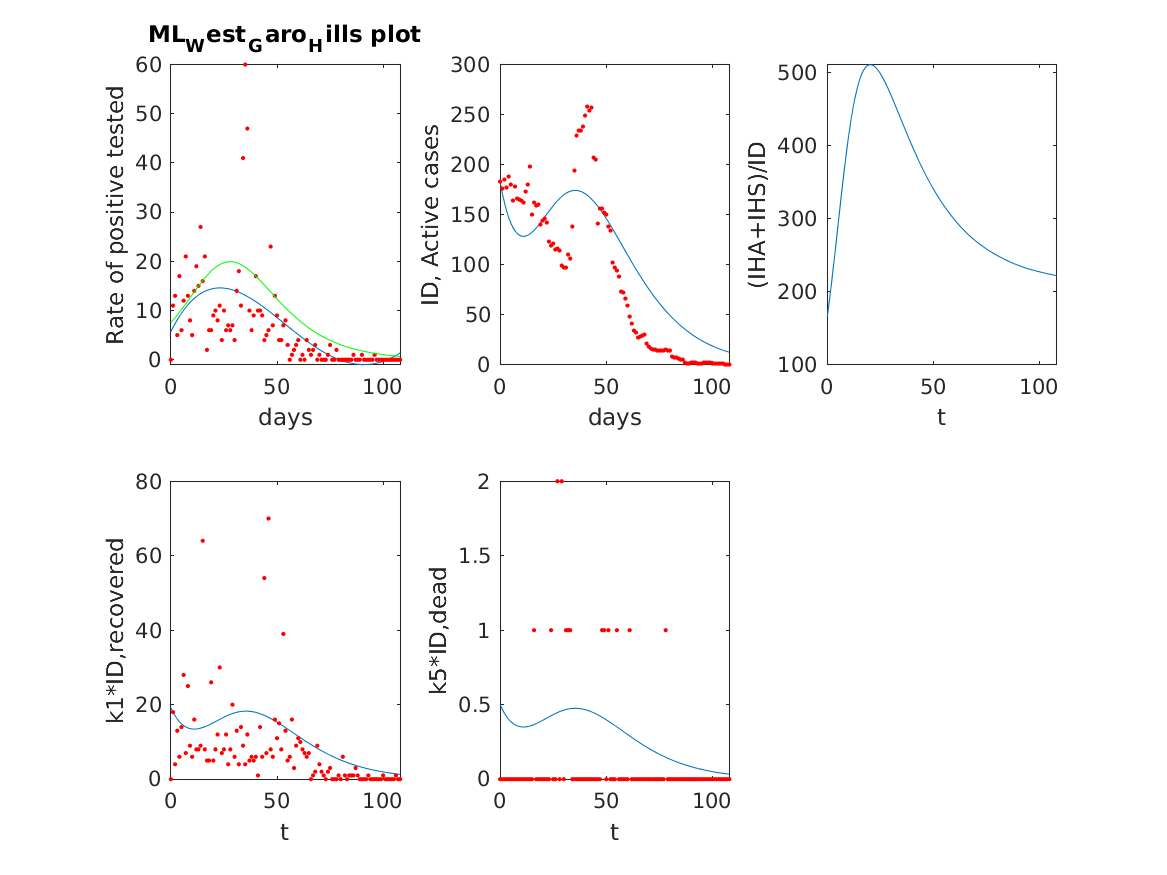 ML_West_Garo_Hills plot
Rate of positive tested
60
50
40
30
20
10
0
0 50 100
days
ID, Active cases
300
250
200
150
100
50
0
0 50 100
days
(IHA+IHS)/ID
500
400
300
200
100
0 50 100
t
k1*ID,recovered
80
60
40
20
0
0 50 100
t
k5*ID,dead
2
1.5
1
0.5
0
0 50 100
t